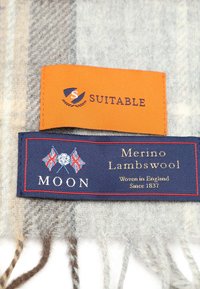 SUITABLE
Merino
Lambswool
MOON
Woven in England
Since 1837